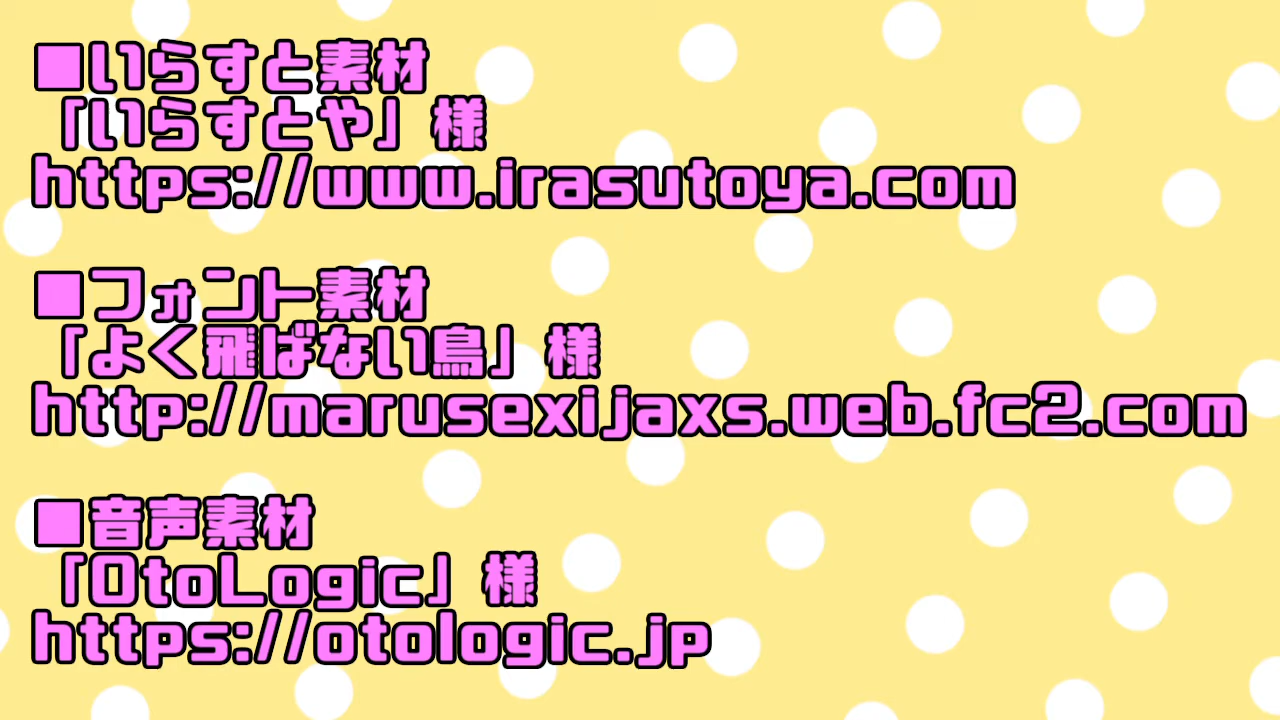 ■いらすと素材
「いらすとや」様
https://www.irasutoya.com
■フォント素材
「よく飛ばない鳥」様
http://marusexijaxs.web.fc2.com
■音声素材
「OtoLogic」様
https://otologic.jp